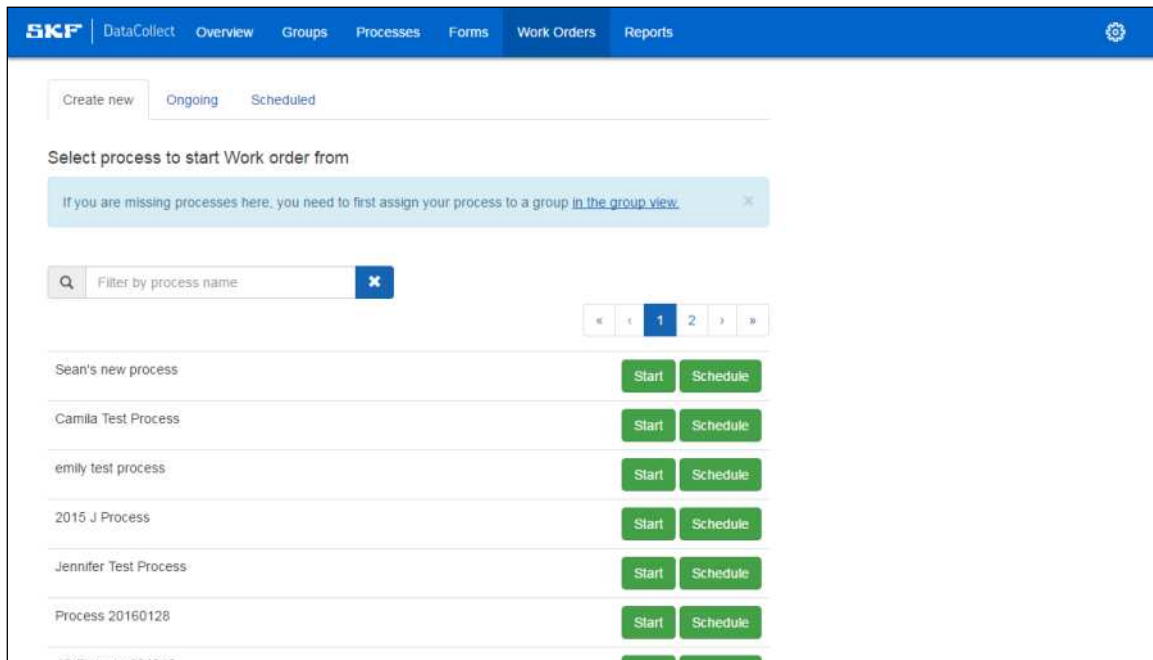 SKF DataCollect Overview Groups Processes Forms Work Orders Reports
Create new Ongoing Scheduled
Select process to start Work order from
If you are missing processes here, you need to first assign your process to a group in the group view. ×
Filter by process name
« ‹ 1 2 › »
Sean's new process Start Schedule
Camila Test Process Start Schedule
emily test process Start Schedule
2015 J Process Start Schedule
Jennifer Test Process Start Schedule
Process 20160128 Start Schedule